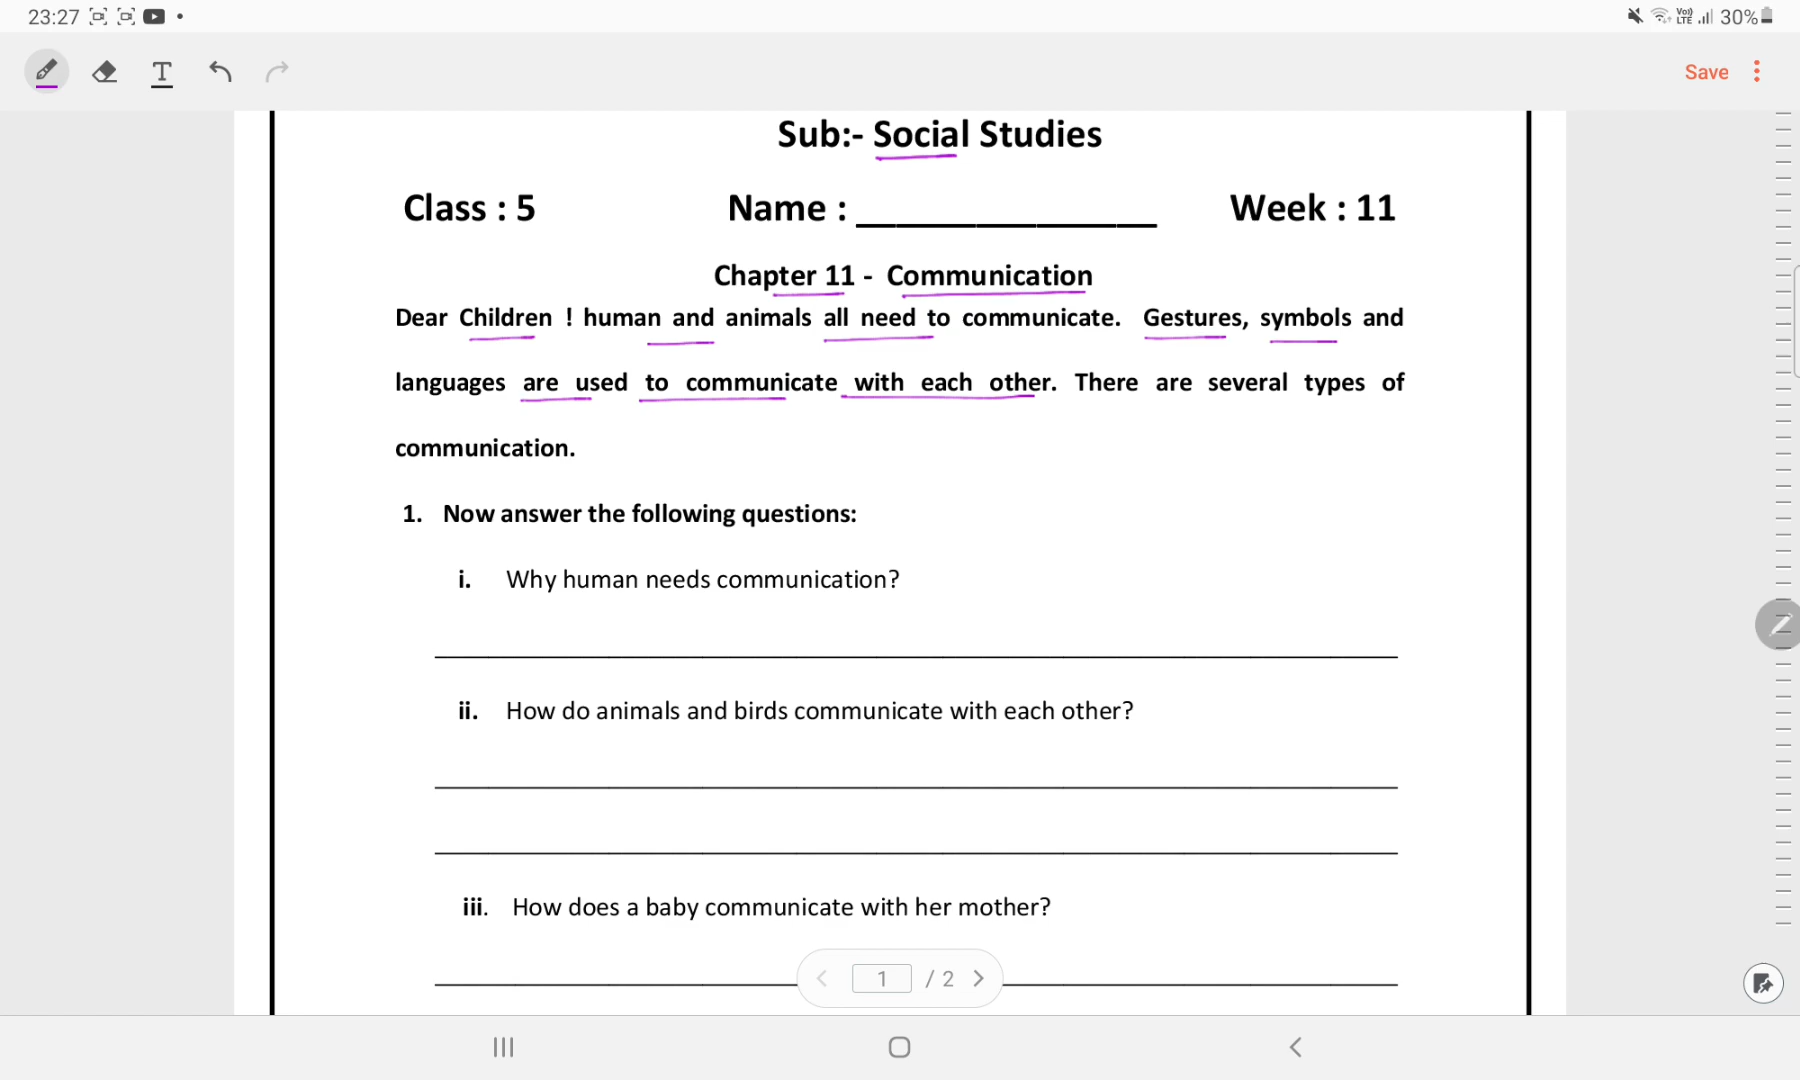 23:27
Vo)) LTE 30%
T
Save
Sub:- Social Studies
Class : 5 Name : _______________ Week : 11
Chapter 11 - Communication
Dear Children ! human and animals all need to communicate. Gestures, symbols and
languages are used to communicate with each other. There are several types of
communication.
1. Now answer the following questions:
i. Why human needs communication?
ii. How do animals and birds communicate with each other?
iii. How does a baby communicate with her mother?
1 / 2